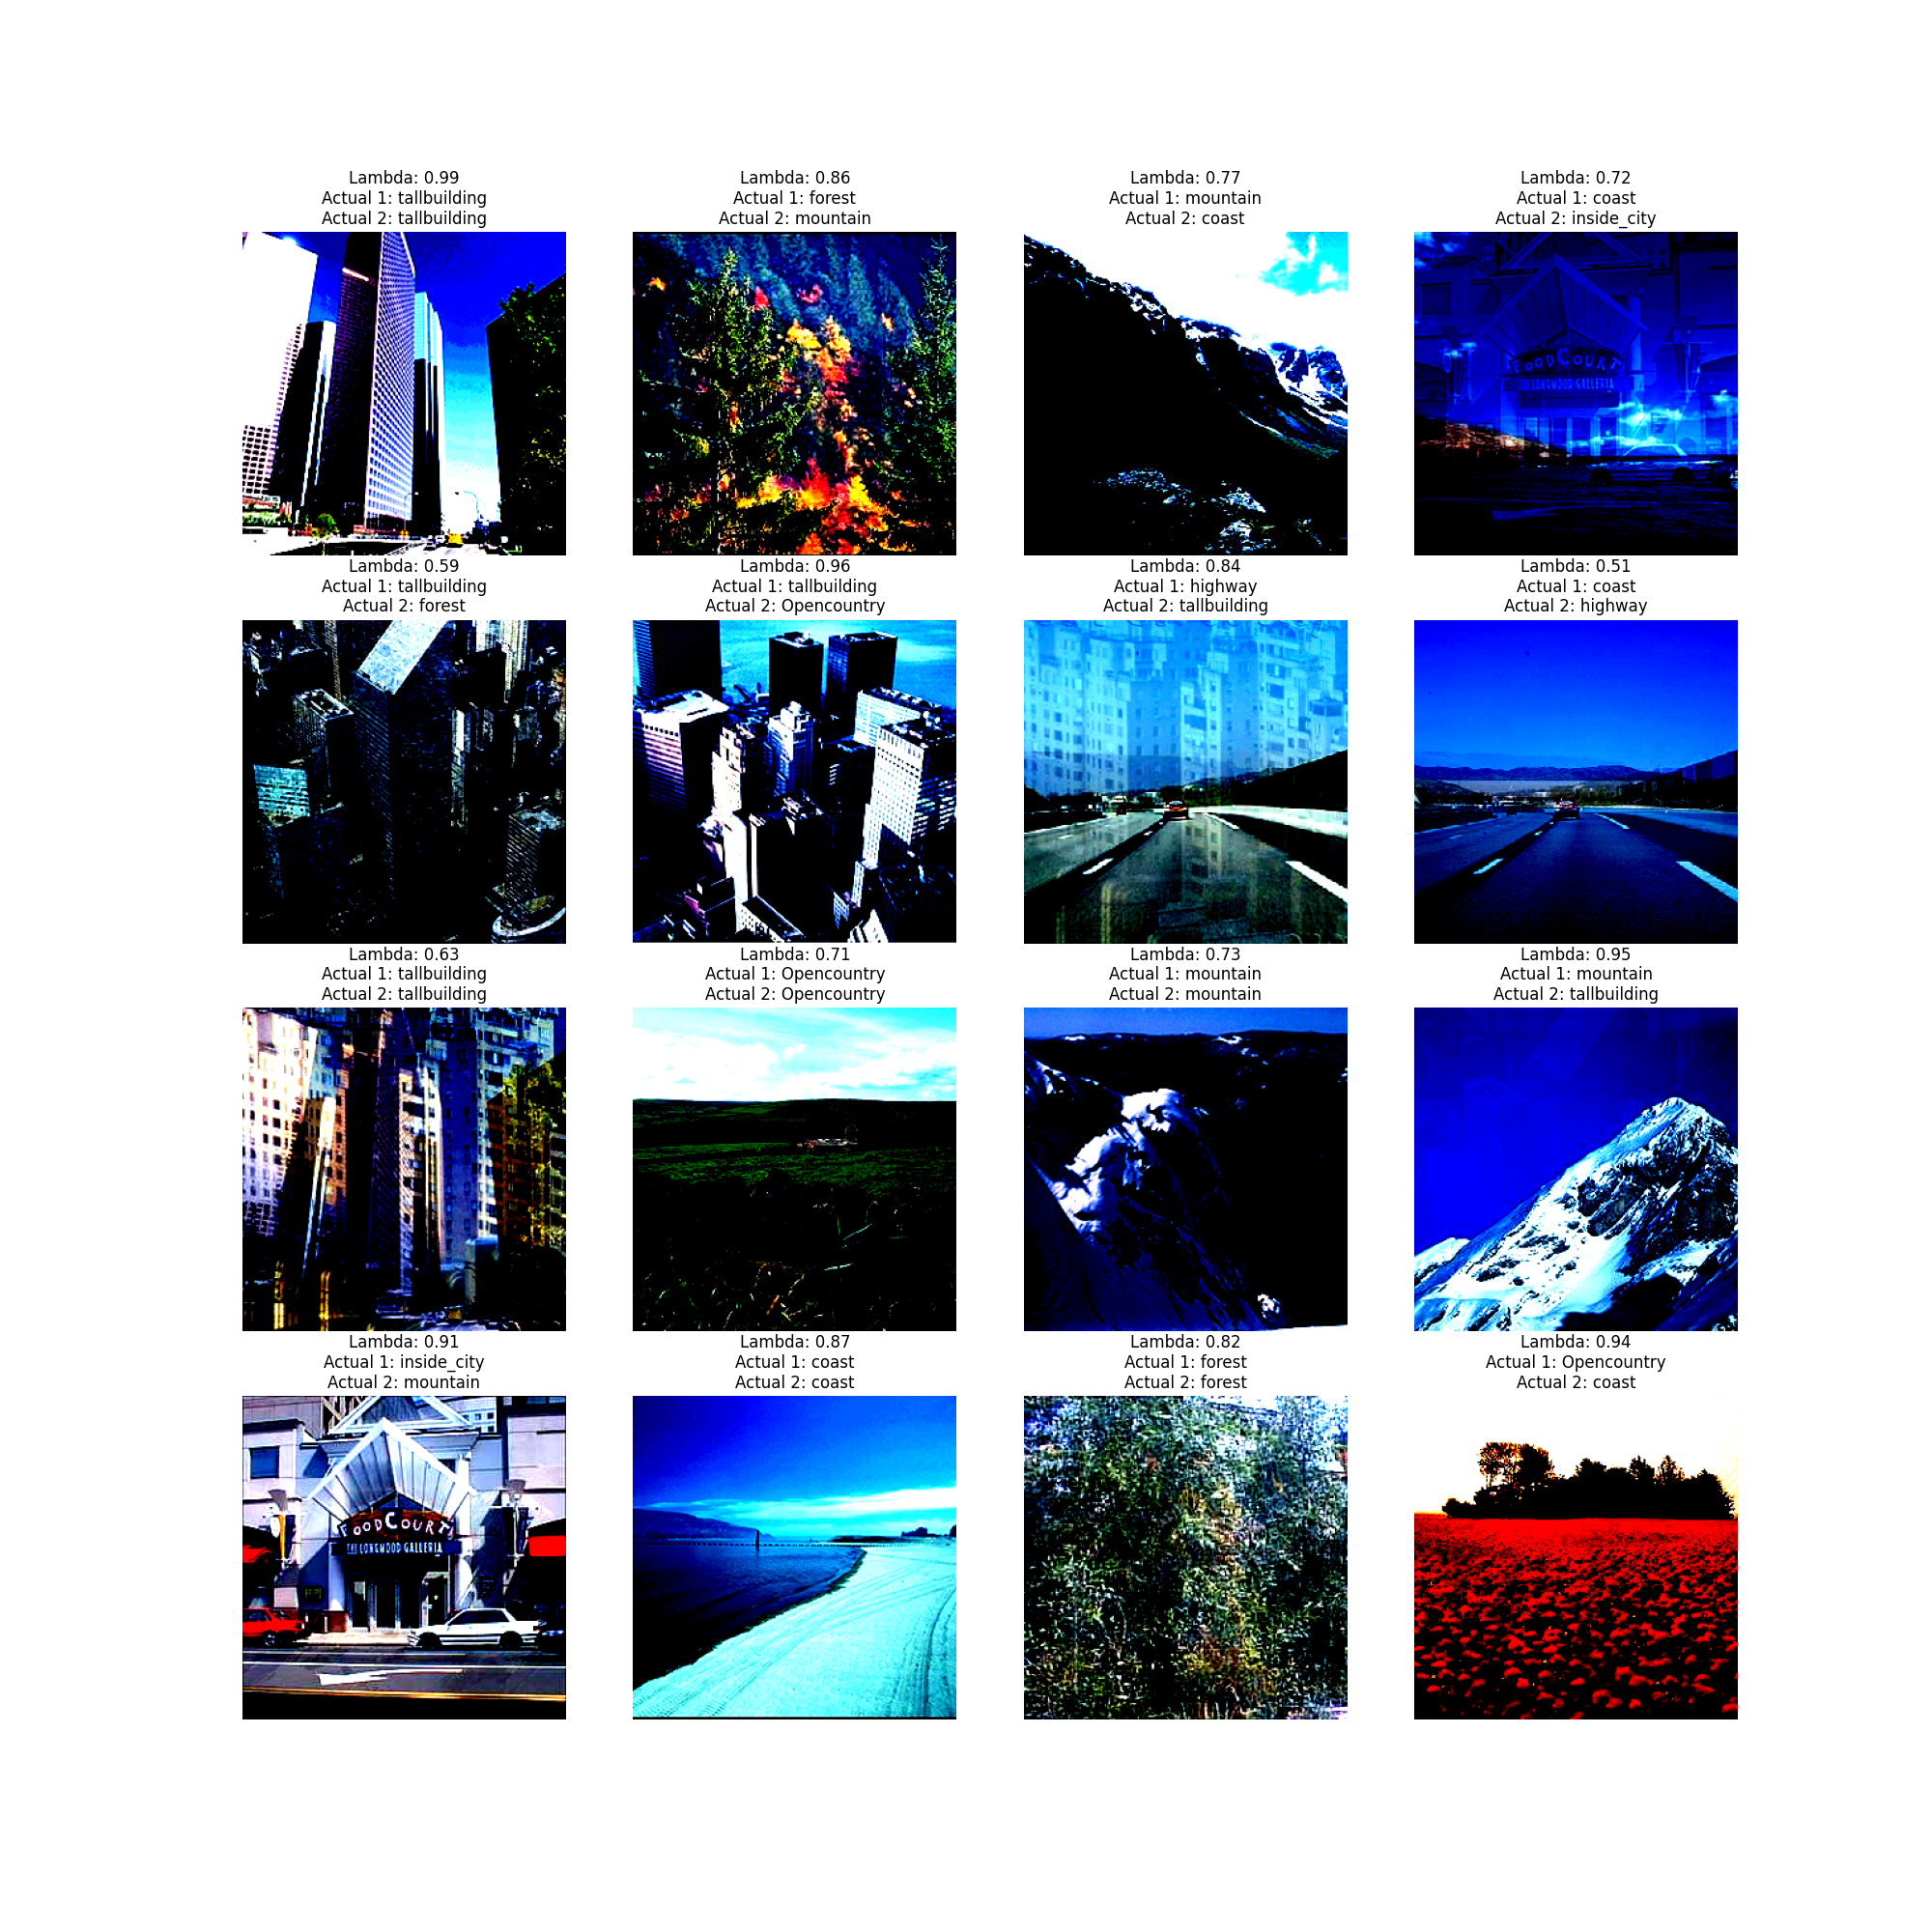 Lambda: 0.99
Actual 1: tallbuilding
Actual 2: tallbuilding
Lambda: 0.86
Actual 1: forest
Actual 2: mountain
Lambda: 0.77
Actual 1: mountain
Actual 2: coast
Lambda: 0.72
Actual 1: coast
Actual 2: inside_city
FOODCOURT
THE LONGWOOD GALLERIA
Lambda: 0.59
Actual 1: tallbuilding
Actual 2: forest
Lambda: 0.96
Actual 1: tallbuilding
Actual 2: Opencountry
Lambda: 0.84
Actual 1: highway
Actual 2: tallbuilding
Lambda: 0.51
Actual 1: coast
Actual 2: highway
Lambda: 0.63
Actual 1: tallbuilding
Actual 2: tallbuilding
Lambda: 0.71
Actual 1: Opencountry
Actual 2: Opencountry
Lambda: 0.73
Actual 1: mountain
Actual 2: mountain
Lambda: 0.95
Actual 1: mountain
Actual 2: tallbuilding
Lambda: 0.91
Actual 1: inside_city
Actual 2: mountain
FOODCOURT
THE LONGWOOD GALLERIA
Lambda: 0.87
Actual 1: coast
Actual 2: coast
Lambda: 0.82
Actual 1: forest
Actual 2: forest
Lambda: 0.94
Actual 1: Opencountry
Actual 2: coast